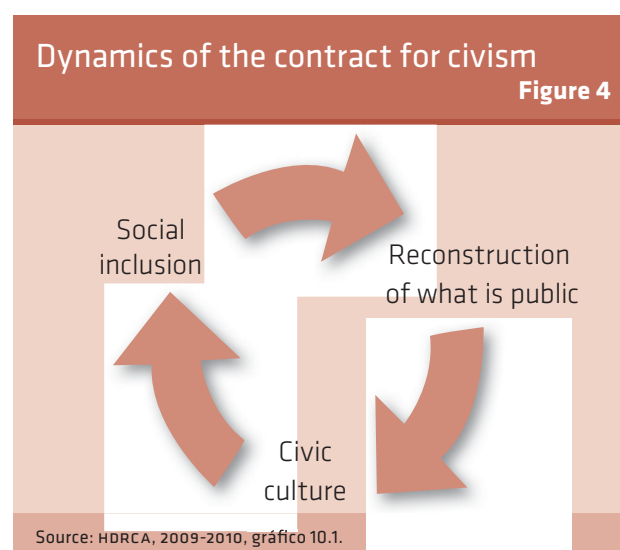 Dynamics of the contract for civism
Figure 4
Social
inclusion
Reconstruction
of what is public
Civic
culture
Source: HDRCA, 2009-2010, gráfico 10.1.